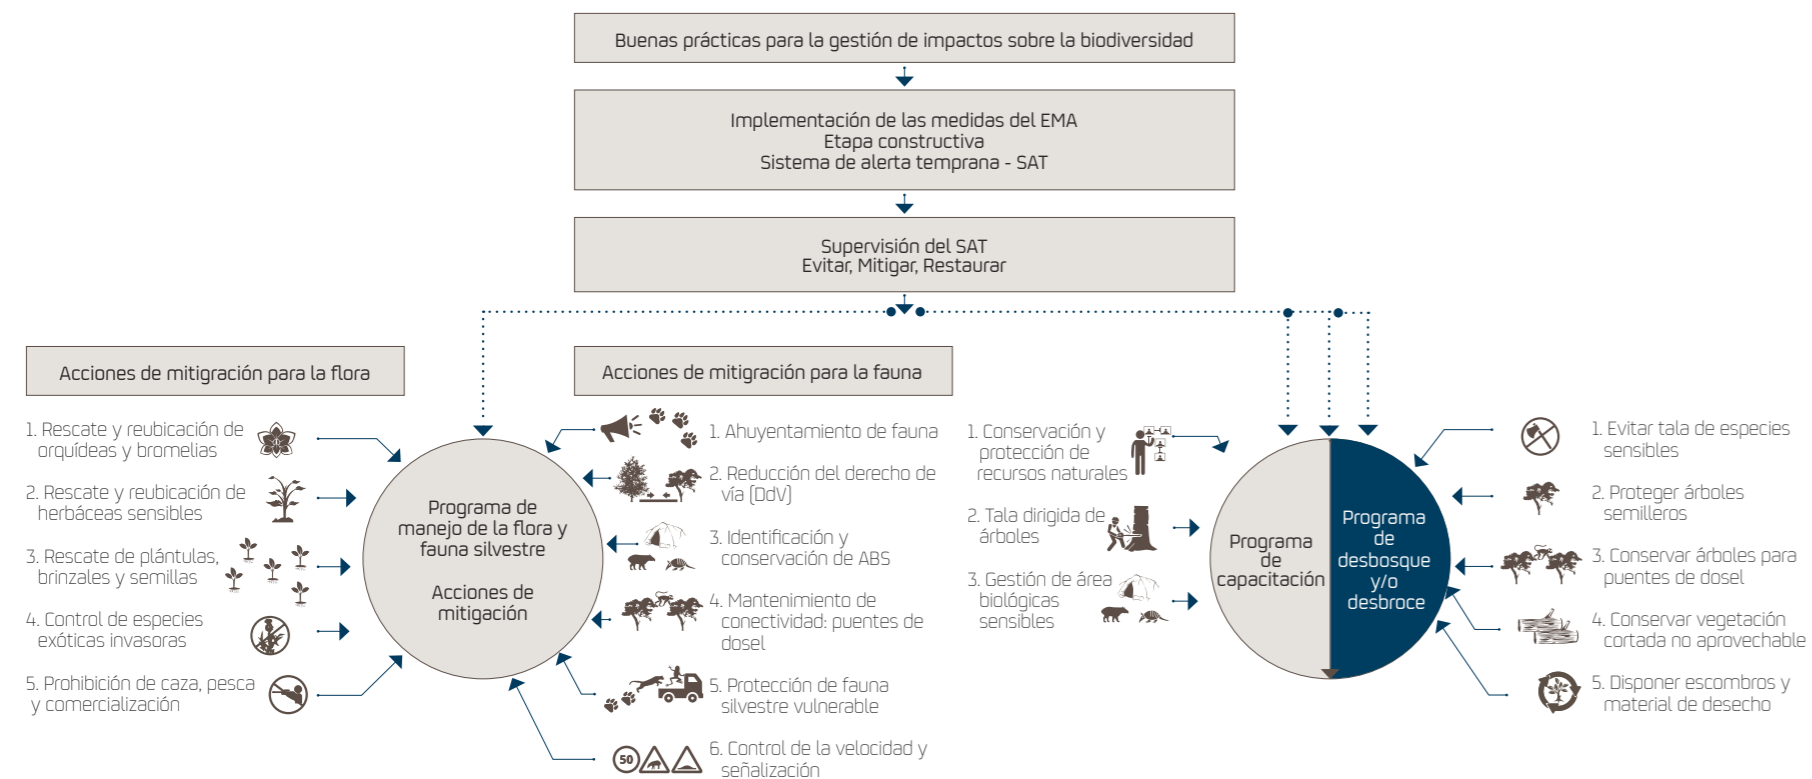 Buenas prácticas para la gestión de impactos sobre la biodiversidad
Implementación de las medidas del EMA
Etapa constructiva
Sistema de alerta temprana - SAT
Supervisión del SAT
Evitar, Mitigar, Restaurar
Acciones de mitigración para la flora
1. Rescate y reubicación de
orquídeas y bromelias
2. Rescate y reubicación de
herbáceas sensibles
3. Rescate de plántulas,
brinzales y semillas
4. Control de especies
exóticas invasoras
5. Prohibición de caza, pesca
y comercialización
Programa de
manejo de la flora y
fauna silvestre
Acciones de
mitigación
Acciones de mitigración para la fauna
1. Ahuyentamiento de fauna
2. Reducción del derecho de
vía (DdV)
3. Identificación y
conservación de ABS
4. Mantenimiento de
conectividad: puentes de
dosel
5. Protección de fauna
silvestre vulnerable
50
6. Control de la velocidad y
señalización
1. Conservación y
protección de
recursos naturales
2. Tala dirigida de
árboles
3. Gestión de área
biológicas
sensibles
Programa
de
capacitación
Programa
de
desbosque
y/o
desbroce
1. Evitar tala de especies
sensibles
2. Proteger árboles
semilleros
3. Conservar árboles para
puentes de dosel
4. Conservar vegetación
cortada no aprovechable
5. Disponer escombros y
material de desecho